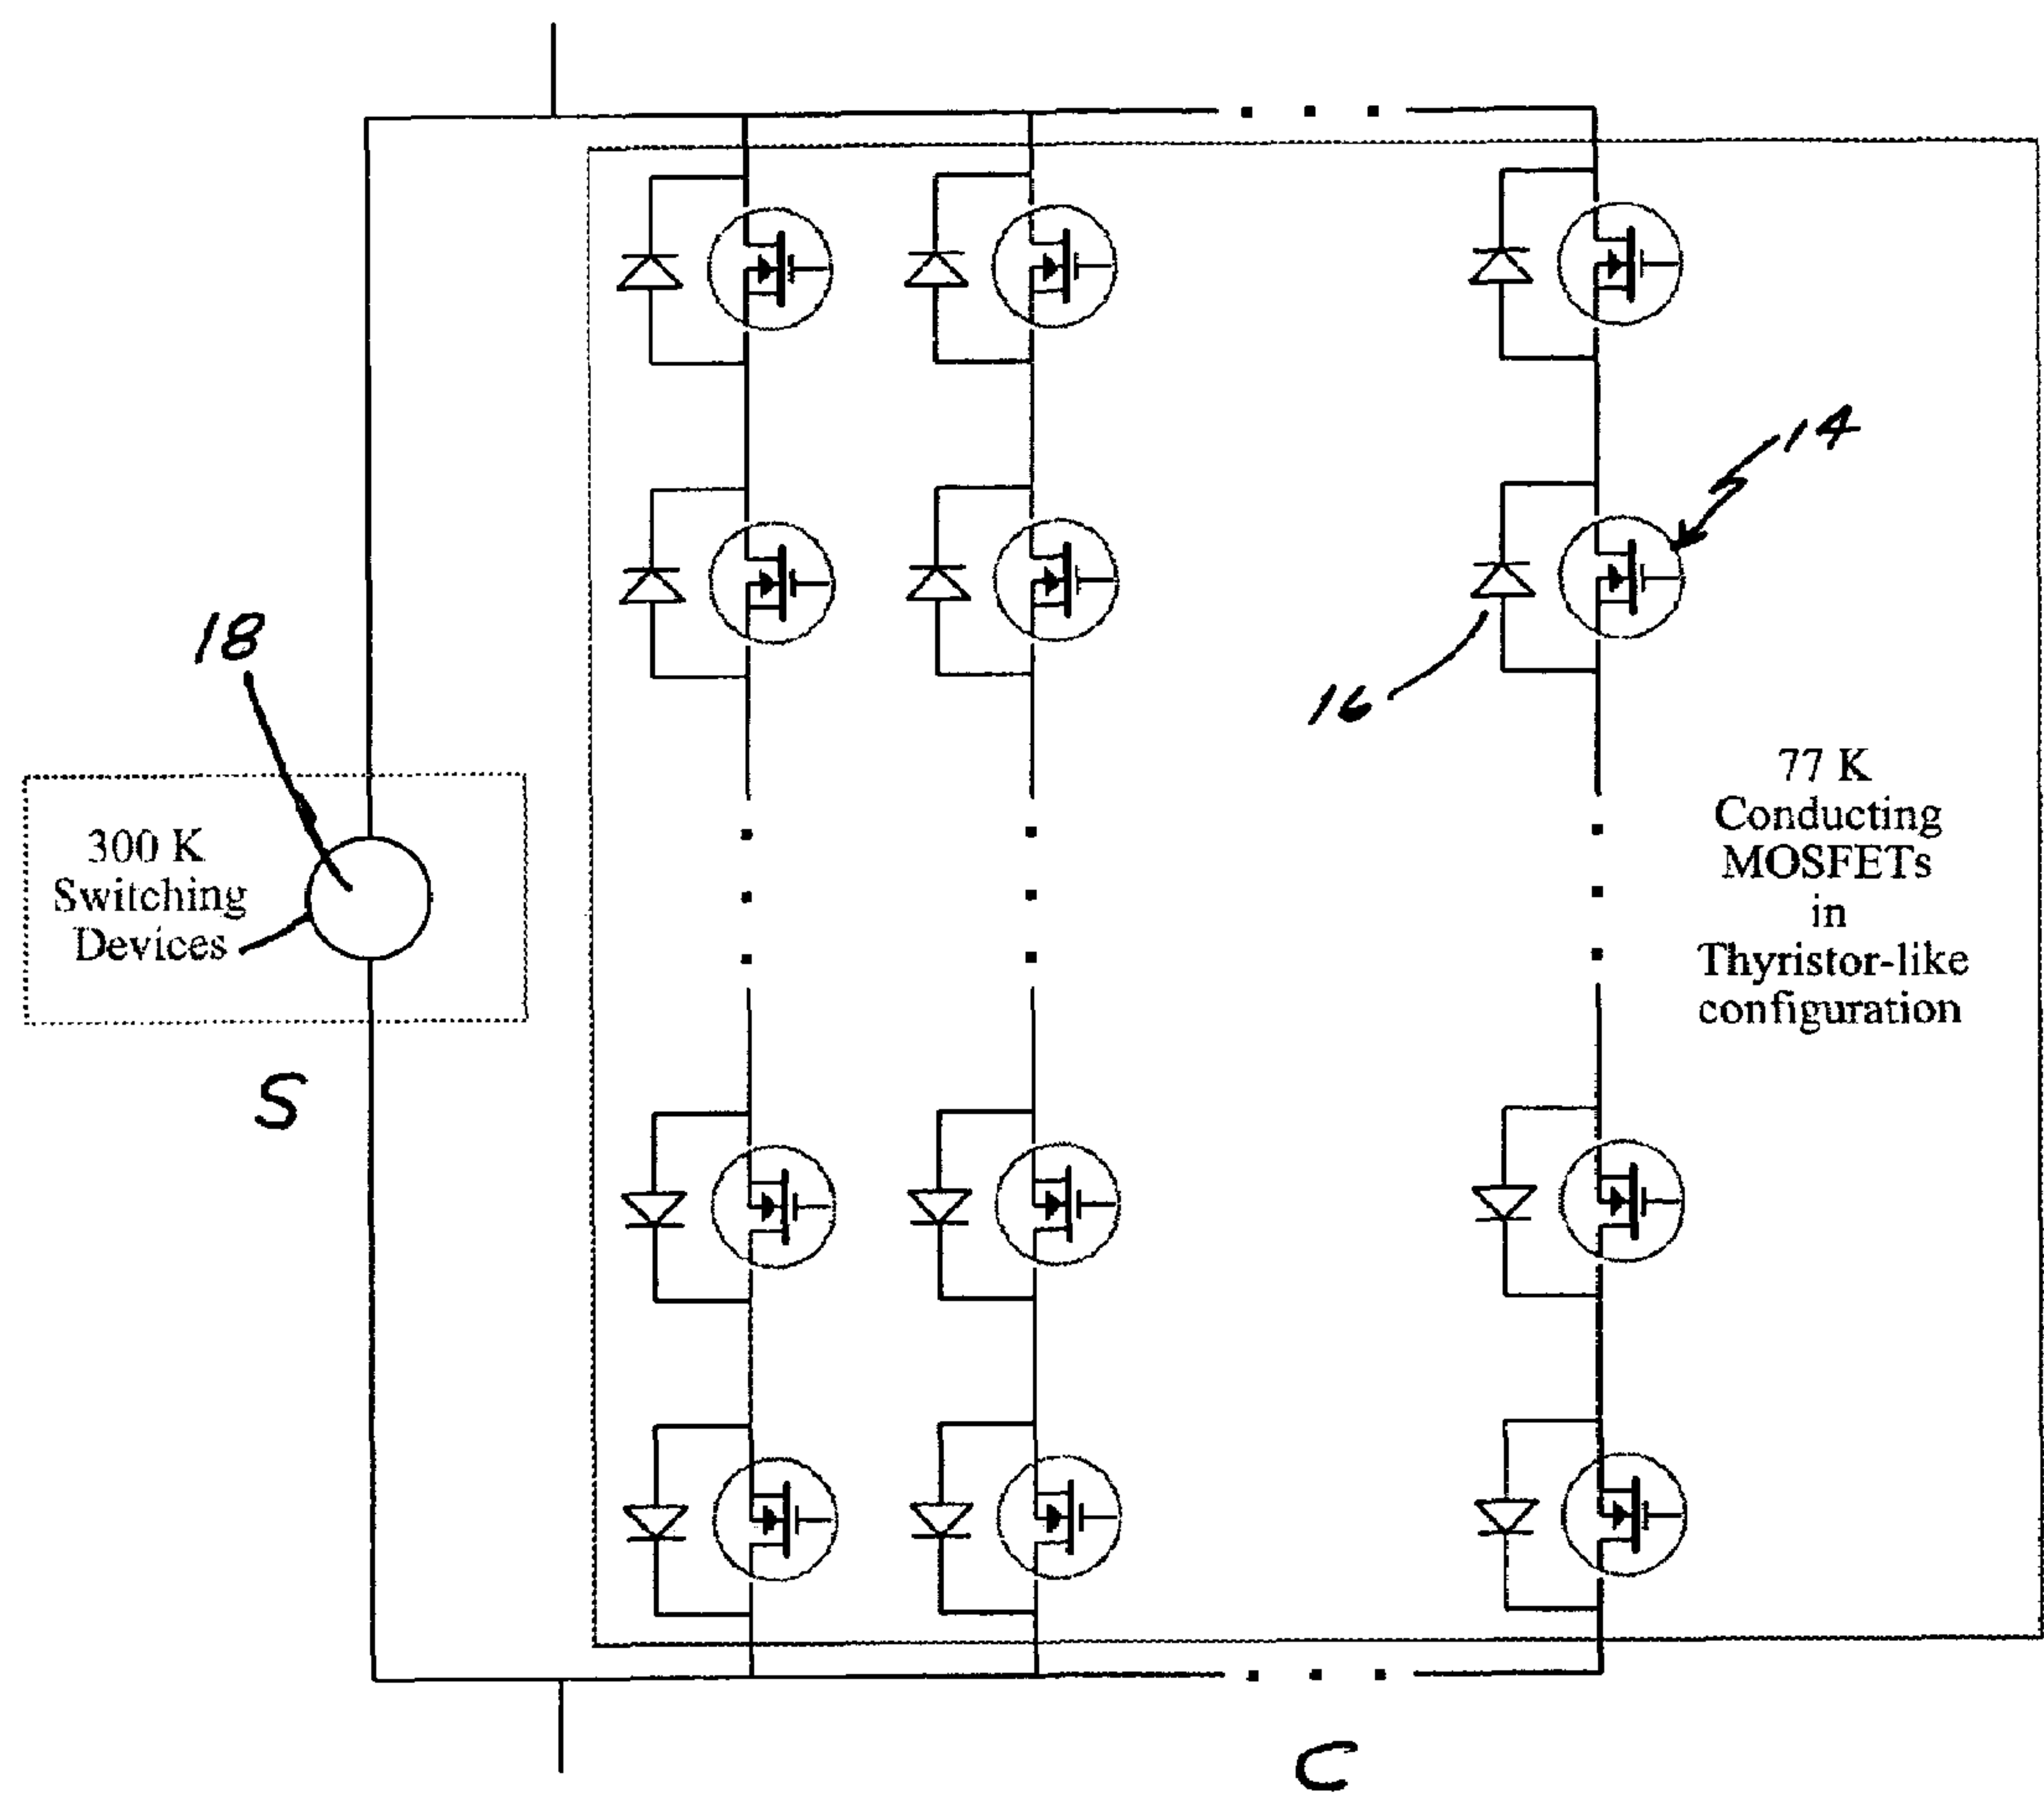 14
18
16
77 K
Conducting
MOSFETs
in
Thyristor-like
configuration
300 K
Switching
Devices
S
C